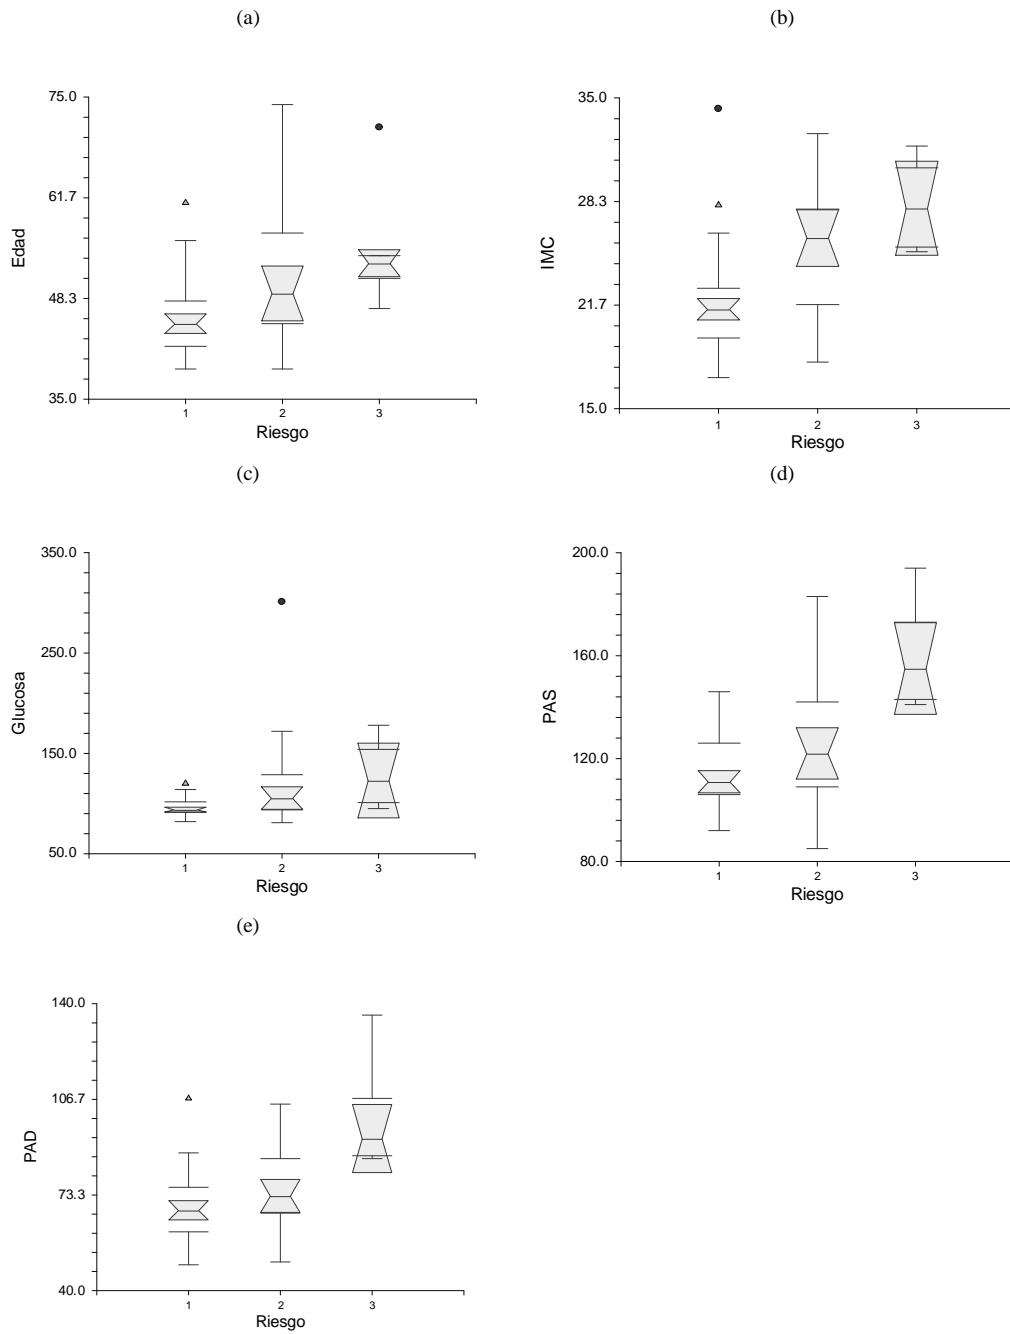 (a)
75.0
61.7
48.3
35.0
Edad
1 2 3
Riesgo
(b)
35.0
28.3
21.7
15.0
IMC
1 2 3
Riesgo
(c)
350.0
250.0
150.0
50.0
Glucosa
1 2 3
Riesgo
(d)
200.0
160.0
120.0
80.0
PAS
1 2 3
Riesgo
(e)
140.0
106.7
73.3
40.0
PAD
1 2 3
Riesgo